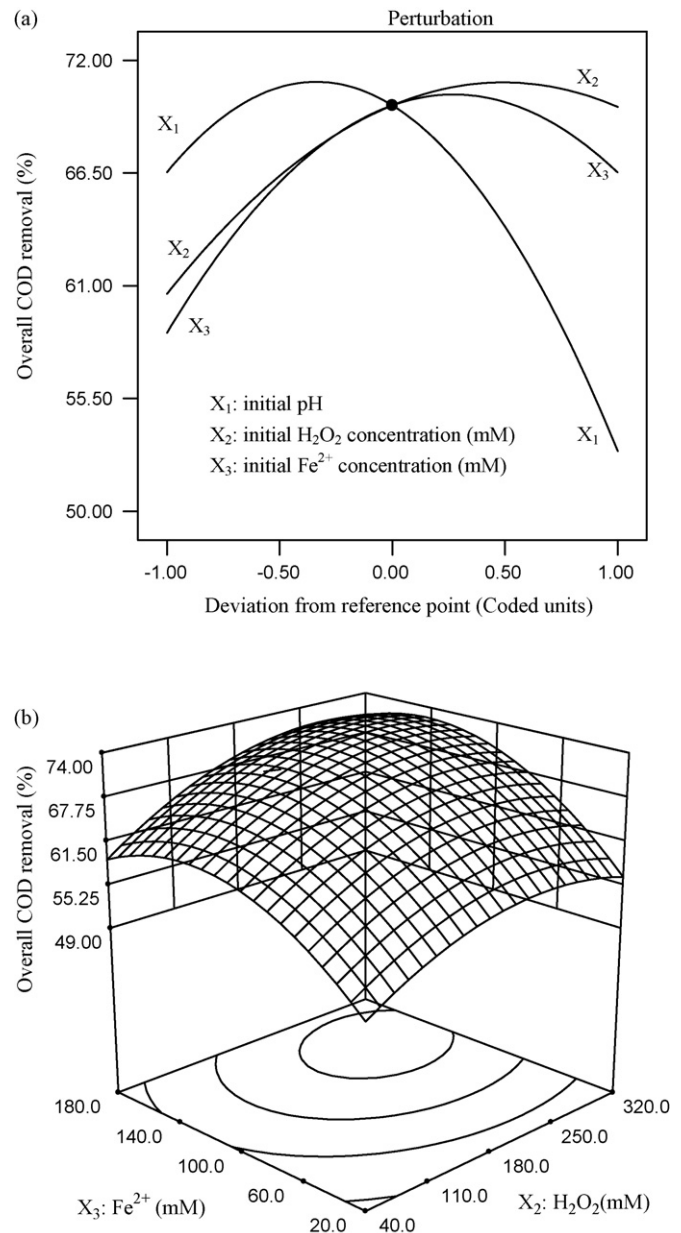 (a)
Perturbation
72.00
66.50
61.00
55.50
50.00
Overall COD removal (%)
X₁
X₂
X₃
X₂
X₃
X₁
X₁: initial pH
X₂: initial H₂O₂ concentration (mM)
X₃: initial Fe²⁺ concentration (mM)
-1.00 -0.50 0.00 0.50 1.00
Deviation from reference point (Coded units)
(b)
74.00
67.75
61.50
55.25
49.00
Overall COD removal (%)
180.0
140.0
100.0
60.0
20.0
X₃: Fe²⁺ (mM)
320.0
250.0
180.0
110.0
40.0
X₂: H₂O₂(mM)